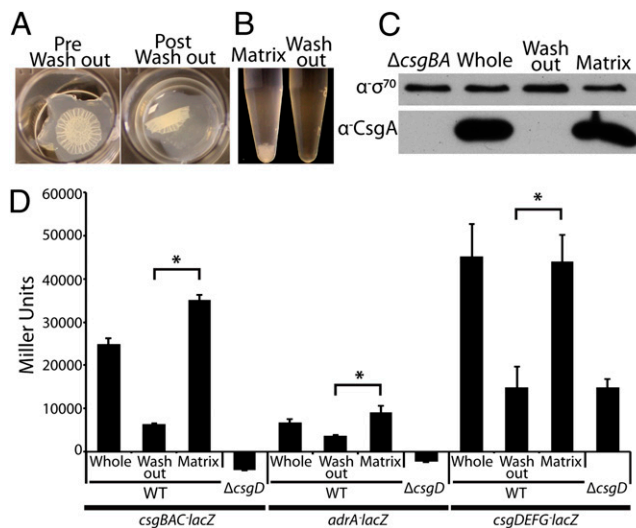 A
Pre
Wash out
Post
Wash out
B
Matrix
Wash
out
C
ΔcsgBA
Whole
Wash
out
Matrix
α-σ70
α-CsgA
D
Miller Units
60000
50000
40000
30000
20000
10000
0
*
*
*
Whole
Wash
out
Matrix
ΔcsgD
WT
csgBAC-lacZ
Whole
Wash
out
Matrix
ΔcsgD
WT
adrA-lacZ
Whole
Wash
out
Matrix
ΔcsgD
WT
csgDEFG-lacZ